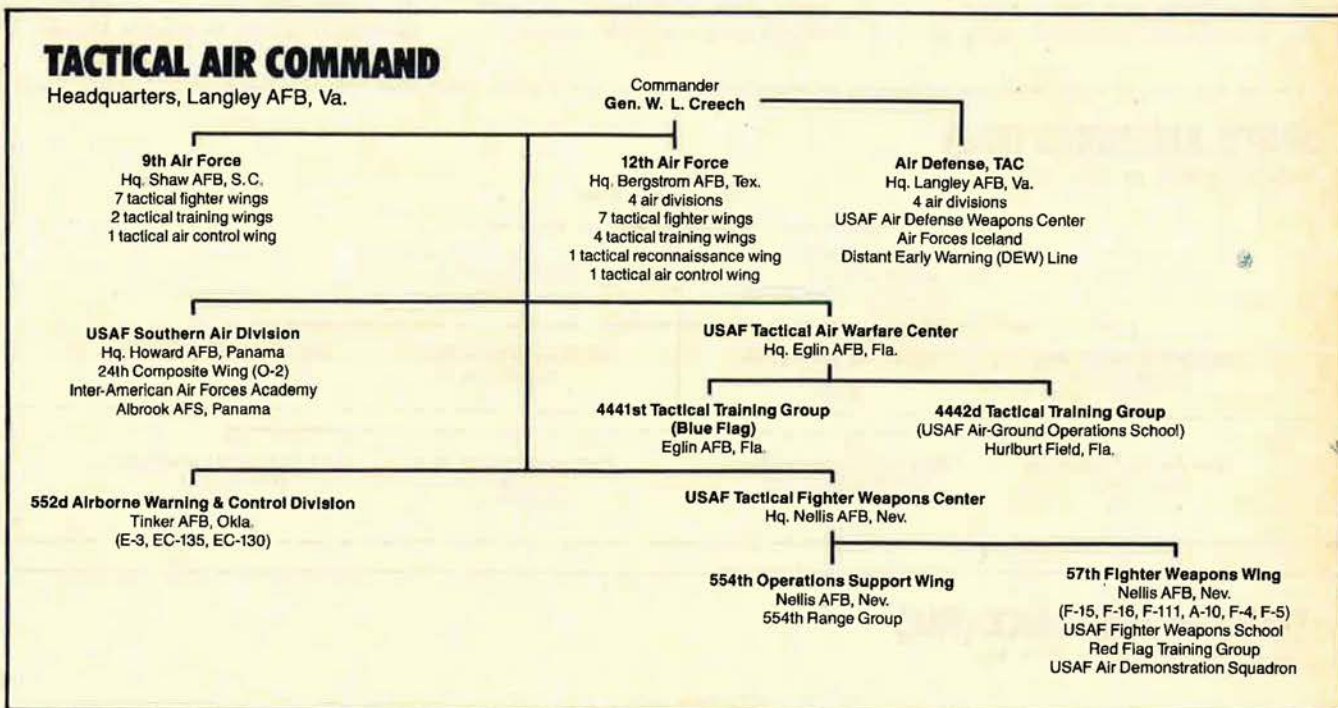 TACTICAL AIR COMMAND
Headquarters, Langley AFB, Va.
Commander
Gen. W. L. Creech
9th Air Force
Hq. Shaw AFB, S.C.
7 tactical fighter wings
2 tactical training wings
1 tactical air control wing
12th Air Force
Hq. Bergstrom AFB, Tex.
4 air divisions
7 tactical fighter wings
4 tactical training wings
1 tactical reconnaissance wing
1 tactical air control wing
Air Defense, TAC
Hq. Langley AFB, Va.
4 air divisions
USAF Air Defense Weapons Center
Air Forces Iceland
Distant Early Warning (DEW) Line
USAF Southern Air Division
Hq. Howard AFB, Panama
24th Composite Wing (O-2)
Inter-American Air Forces Academy
Albrook AFS, Panama
USAF Tactical Air Warfare Center
Hq. Eglin AFB, Fla.
4441st Tactical Training Group
(Blue Flag)
Eglin AFB, Fla.
4442d Tactical Training Group
(USAF Air-Ground Operations School)
Hurlburt Field, Fla.
552d Airborne Warning & Control Division
Tinker AFB, Okla.
(E-3, EC-135, EC-130)
USAF Tactical Fighter Weapons Center
Hq. Nellis AFB, Nev.
554th Operations Support Wing
Nellis AFB, Nev.
554th Range Group
57th Fighter Weapons Wing
Nellis AFB, Nev.
(F-15, F-16, F-111, A-10, F-4, F-5)
USAF Fighter Weapons School
Red Flag Training Group
USAF Air Demonstration Squadron